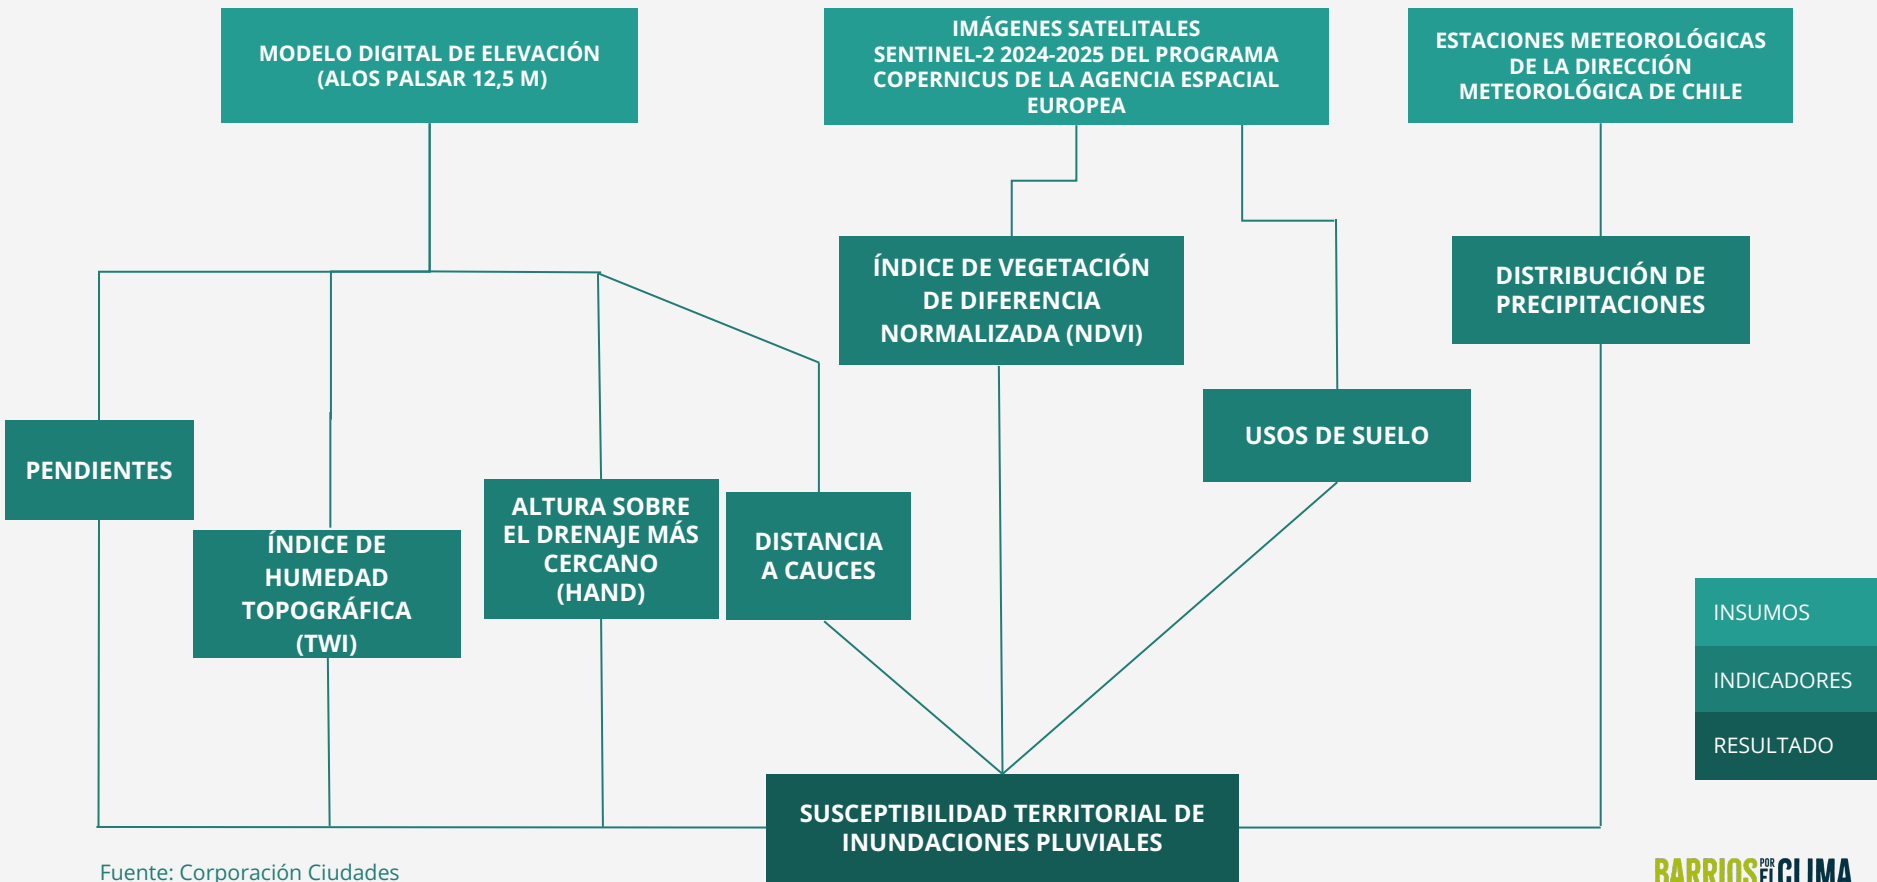 MODELO DIGITAL DE ELEVACIÓN
(ALOS PALSAR 12,5 M)
IMÁGENES SATELITALES
SENTINEL-2 2024-2025 DEL PROGRAMA
COPERNICUS DE LA AGENCIA ESPACIAL
EUROPEA
ESTACIONES METEOROLÓGICAS
DE LA DIRECCIÓN
METEOROLÓGICA DE CHILE
ÍNDICE DE VEGETACIÓN
DE DIFERENCIA
NORMALIZADA (NDVI)
DISTRIBUCIÓN DE
PRECIPITACIONES
USOS DE SUELO
PENDIENTES
ÍNDICE DE
HUMEDAD
TOPOGRÁFICA
(TWI)
ALTURA SOBRE
EL DRENAJE MÁS
CERCANO
(HAND)
DISTANCIA
A CAUCES
INSUMOS
INDICADORES
RESULTADO
SUSCEPTIBILIDAD TERRITORIAL DE
INUNDACIONES PLUVIALES
Fuente: Corporación Ciudades
BARRIOS POR EL CLIMA